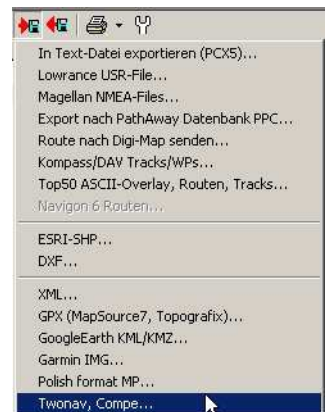 In Text-Datei exportieren (PCX5)...
Lowrance USR-File...
Magellan NMEA-Files...
Export nach PathAway Datenbank PPC...
Route nach Digi-Map senden...
Kompass/DAV Tracks/WPs...
Top50 ASCII-Overlay, Routen, Tracks...
Navigon 6 Routen...
ESRI-SHP...
DXF...
XML...
GPX (MapSource7, Topografix)...
GoogleEarth KML/KMZ...
Garmin IMG...
Polish format MP...
Twonav, Compe...